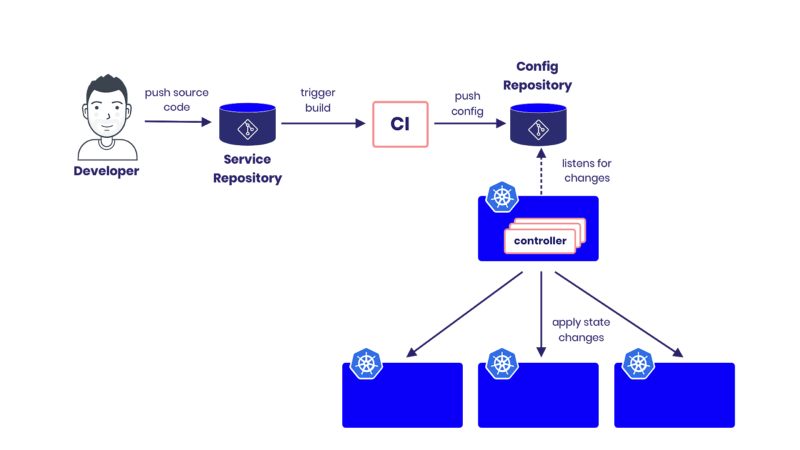 push source
code
Developer
Service
Repository
trigger
build
CI
push
config
Config
Repository
listens for
changes
controller
apply state
changes